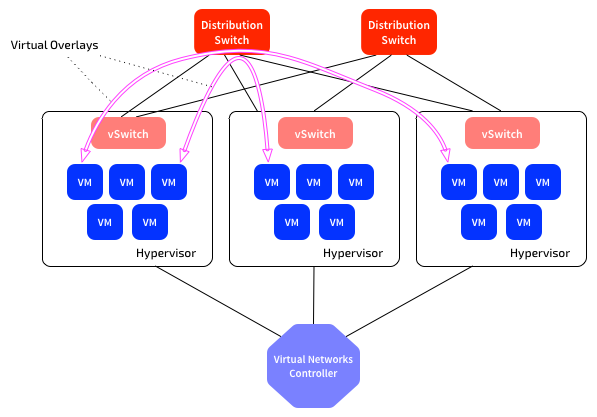 Distribution
Switch
Distribution
Switch
Virtual Overlays
vSwitch
vSwitch
vSwitch
VM VM VM
VM VM VM
VM VM VM
VM VM
VM VM
VM VM
Hypervisor
Hypervisor
Hypervisor
Virtual Networks
Controller